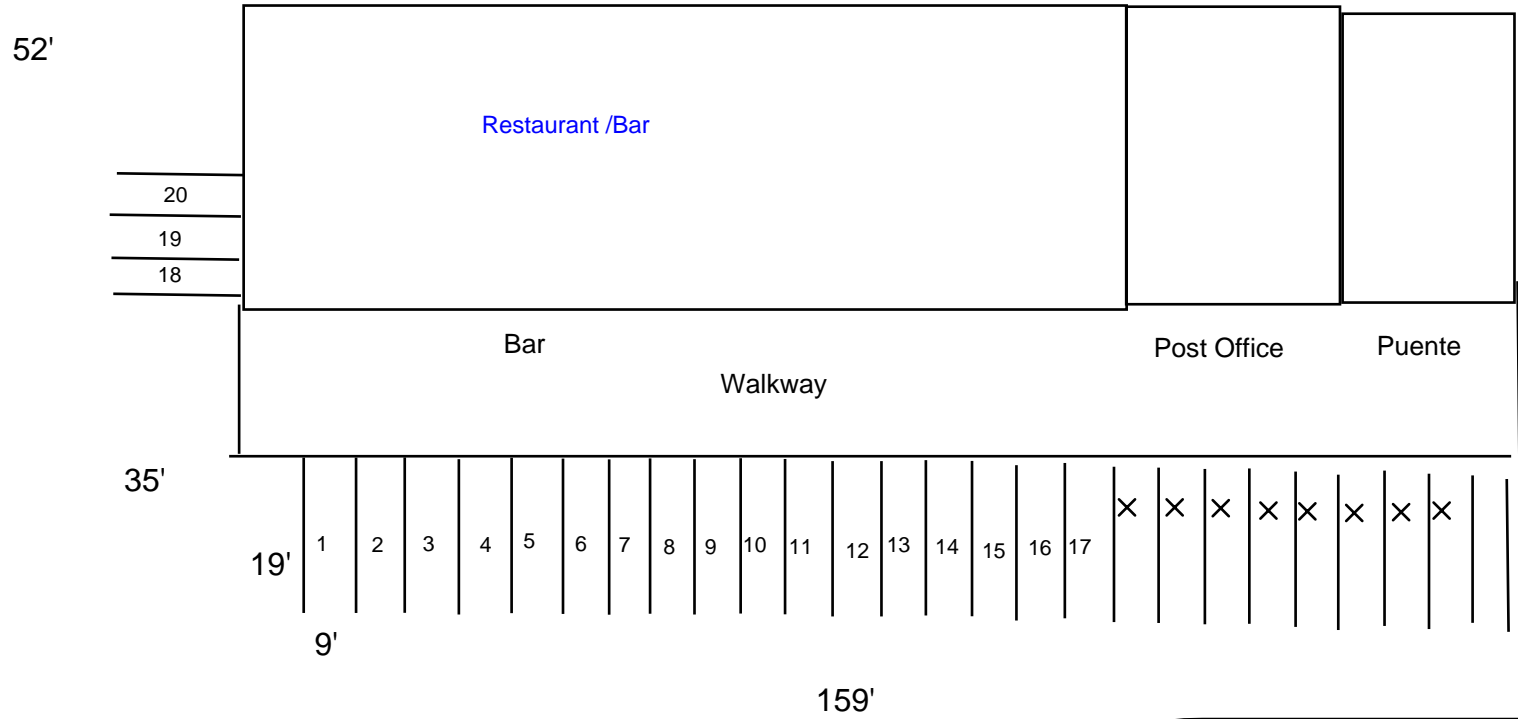 52'
Restaurant /Bar
20
19
18
Bar
Post Office
Puente
Walkway
35'
19'
1 2 3 4 5 6 7 8 9 10 11 12 13 14 15 16 17 × × × × × × × ×
9'
159'